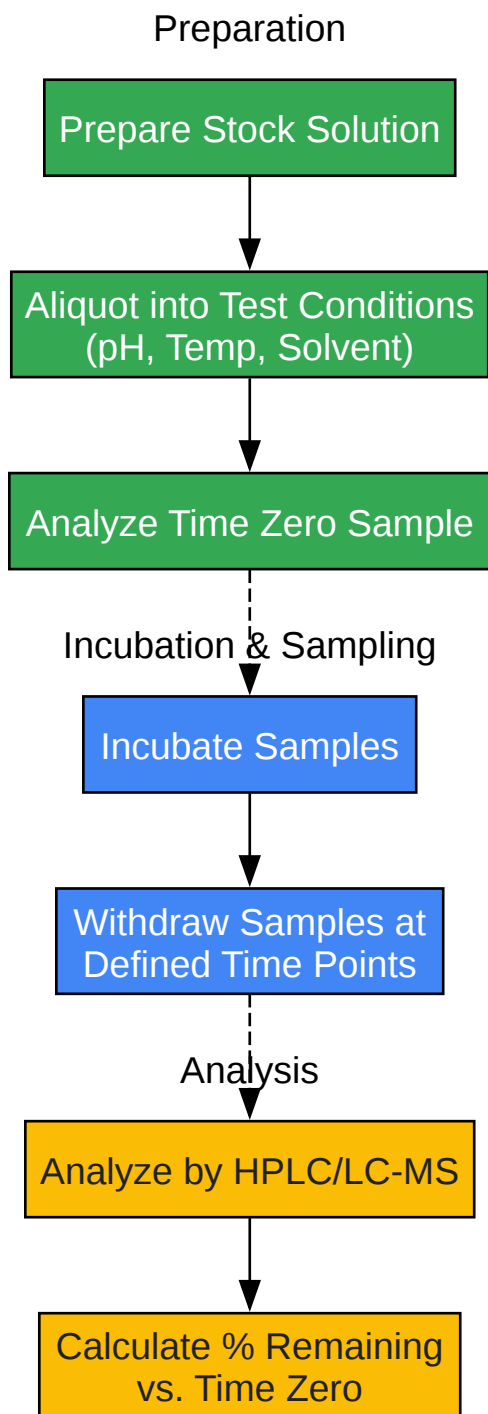 Preparation
Prepare Stock Solution
Aliquot into Test Conditions
(pH, Temp, Solvent)
Analyze Time Zero Sample
Incubation & Sampling
Incubate Samples
Withdraw Samples at
Defined Time Points
Analysis
Analyze by HPLC/LC-MS
Calculate % Remaining
vs. Time Zero